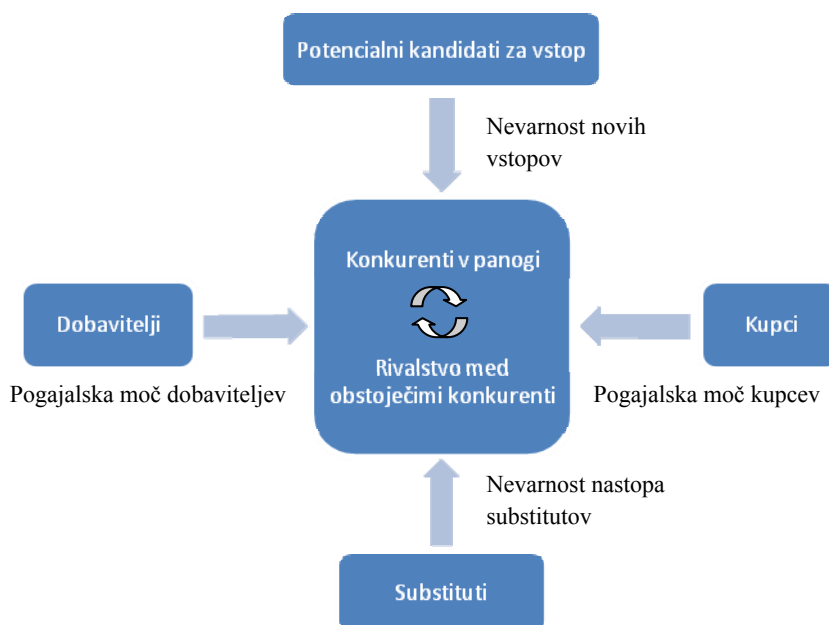 Potencialni kandidati za vstop
Nevarnost novih
vstopov
Konkurenti v panogi
Dobavitelji
Kupci
Rivalstvo med
obstoječimi konkurenti
Pogajalska moč dobaviteljev
Pogajalska moč kupcev
Nevarnost nastopa
substitutov
Substituti